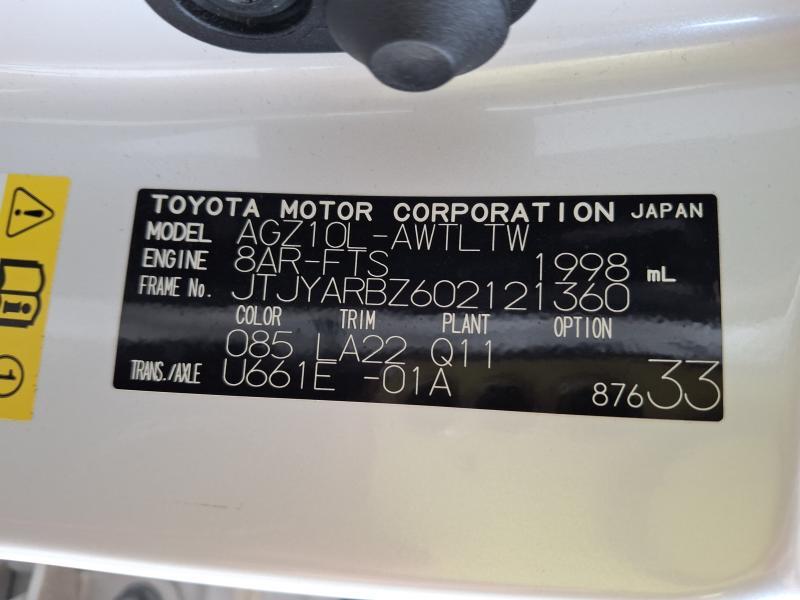 TOYOTA MOTOR CORPORATION JAPAN
MODEL AGZ10L-AWTLTW
ENGINE 8AR-FTS 1998 mL
FRAME No. JTJYARBZ602121360
COLOR TRIM PLANT OPTION
085 LA22 Q11
TRANS./AXLE U661E -01A
87633
1